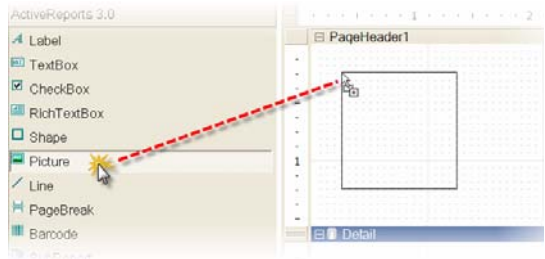 ActiveReports 3.0
Label
TextBox
CheckBox
RichTextBox
Shape
Picture
Line
PageBreak
Barcode
1
2
PageHeader1
1
Detail